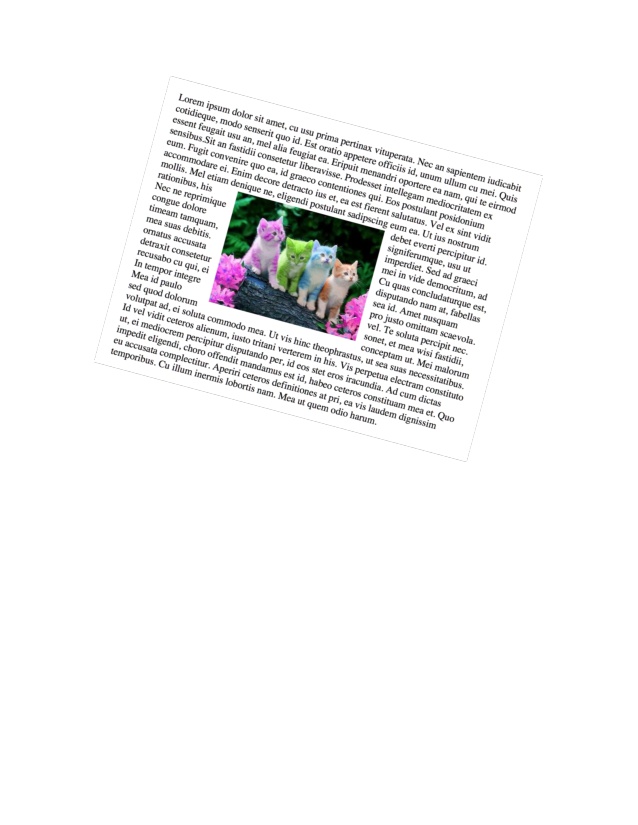 Lorem ipsum dolor sit amet, cu usu prima pertinax vituperata. Nec an sapientem iudicabit
cotidieque, modo senserit quo id. Est oratio appetere officiis id, unum ullum cu mei. Quis
essent feugait usu an, mel alia feugiat ea. Eripuit menandri oportere ea nam, qui te eirmod
sensibus.Sit an fastidii consetetur liberavisse. Prodesset intellegam mediocritatem ex
eum. Fugit convenire quo ea, id graeco contentiones qui. Eos postulant posidonium
accommodare ei. Enim decore detracto ius et, ea est fierent salutatus. Vel ex sint vidit
mollis. Mel etiam denique ne, eligendi postulant sadipscing eum ea. Ut ius nostrum
rationibus, his debet everti percipitur id.
Nec ne reprimique signiferumque, usu ut
congue dolore imperdiet. Sed ad graeci
timeam tamquam, mei in vide democritum, ad
mea suas debitis. Cu quas concludaturque est,
ornatus accusata disputando nam at, fabellas
detraxit consetetur sea id. Amet nusquam
recusabo cu qui, ei pro justo omittam scaevola.
In tempor integre vel. Te soluta percipit nec.
Mea id paulo sonet, et mea wisi fastidii,
sed quod dolorum conceptam ut. Mei malorum
volutpat ad, ei soluta commodo mea. Ut vis hinc theophrastus, ut sea suas necessitatibus.
Id vel vidit ceteros alienum, iusto tritani verterem in his. Vis perpetua electram constituto
ut, ei mediocrem percipitur disputando per, id eos stet eros iracundia. Ad cum dictas
impedit eligendi, choro offendit mandamus est id, habeo ceteros constituam mea et. Quo
eu accusata complectitur. Aperiri ceteros definitiones at pri, ea vis laudem dignissim
temporibus. Cu illum inermis lobortis nam. Mea ut quem odio harum.